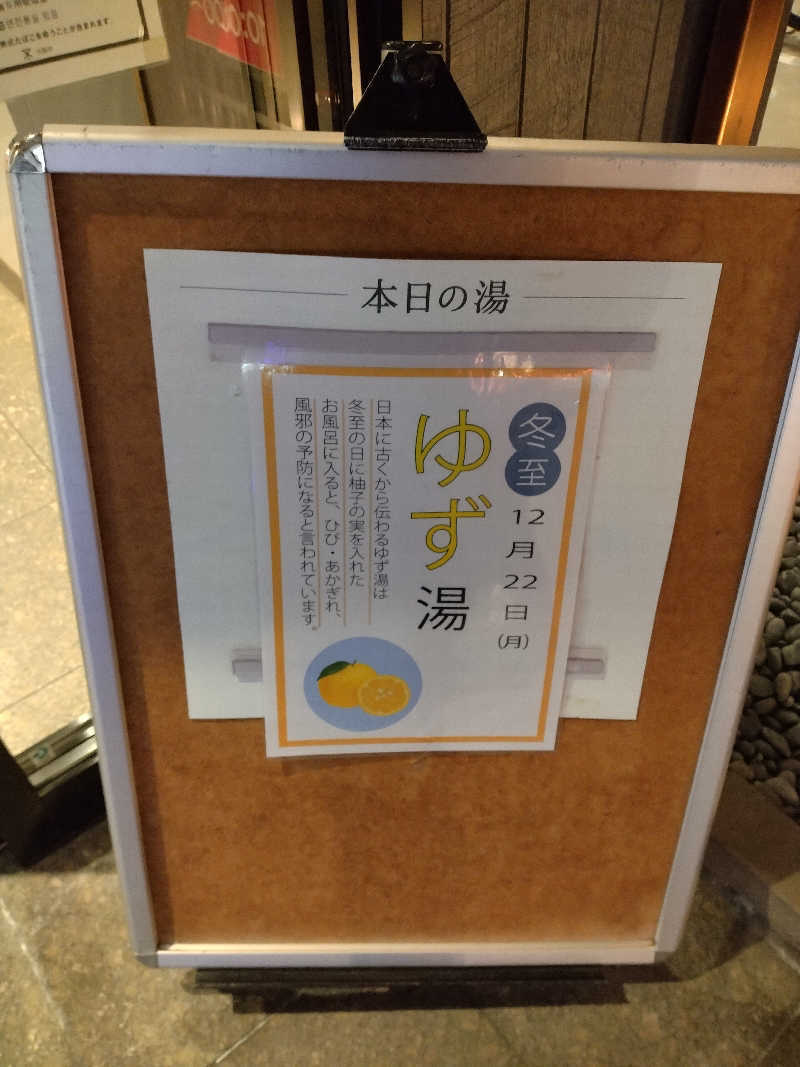 本日の湯
冬至
12月22日(月)
ゆず湯
日本に古くから伝わるゆず湯は
冬至の日に柚子の実を入れた
お風呂に入ると、ひび・あかぎれ、
風邪の予防になると言われています。